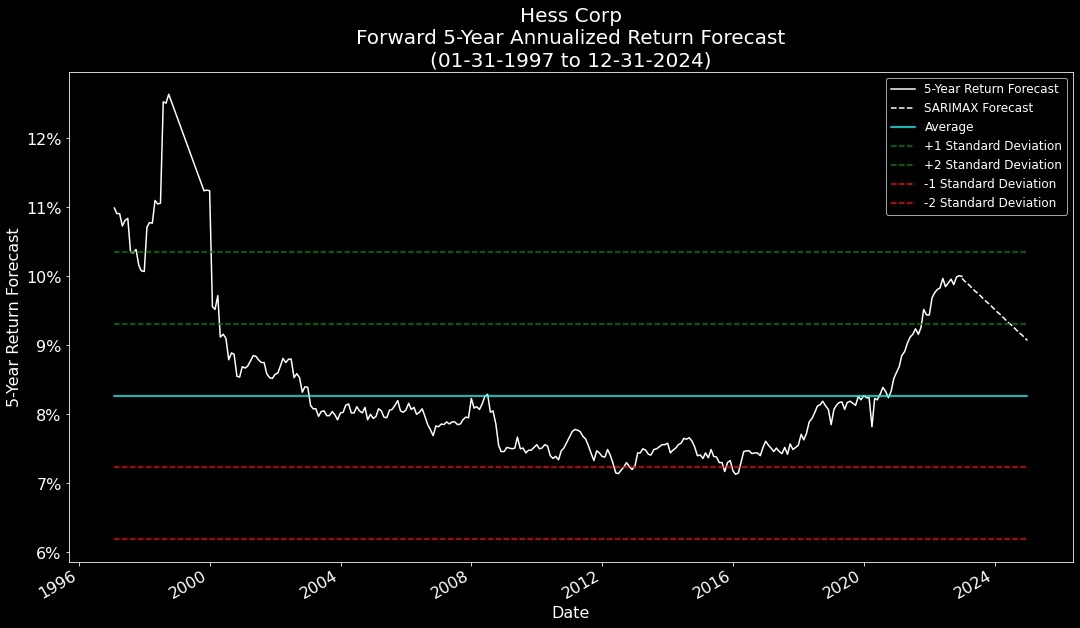 Hess Corp
Forward 5-Year Annualized Return Forecast
(01-31-1997 to 12-31-2024)
5-Year Return Forecast
SARIMAX Forecast
Average
+1 Standard Deviation
+2 Standard Deviation
-1 Standard Deviation
-2 Standard Deviation
5-Year Return Forecast
12%
11%
10%
9%
8%
7%
6%
1996
2000
2004
2008
2012
2016
2020
2024
Date